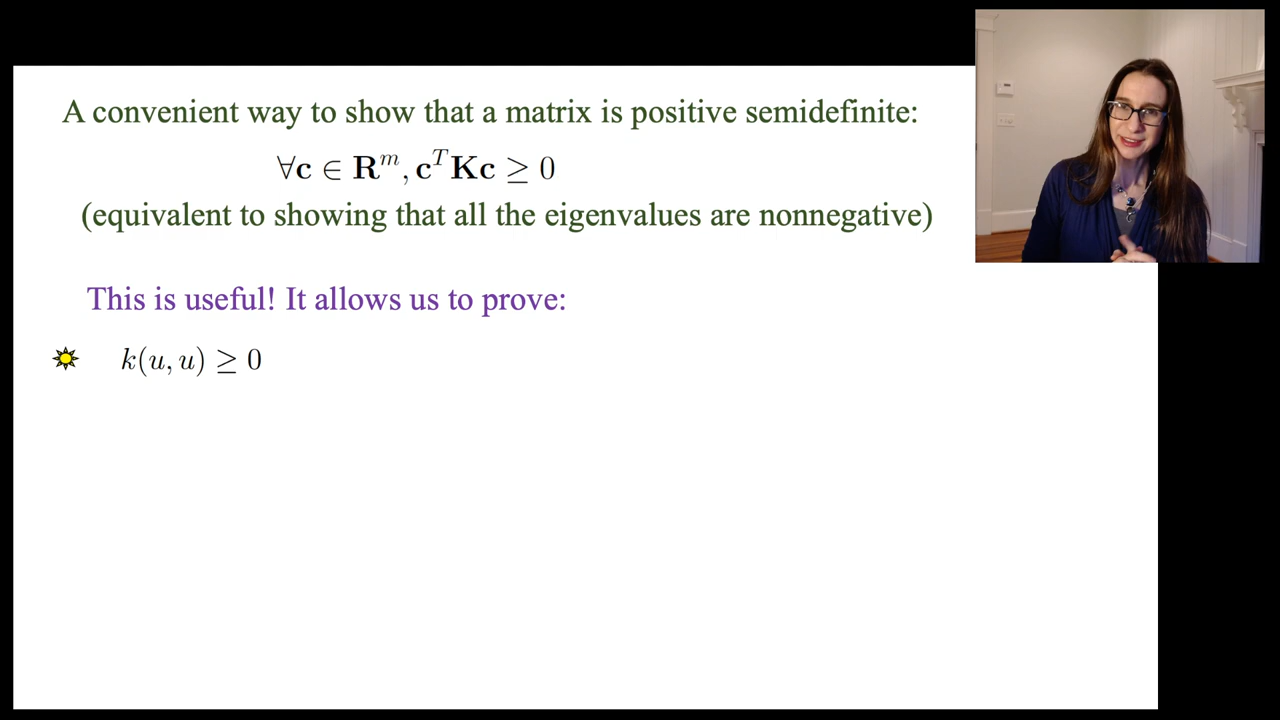 A convenient way to show that a matrix is positive semidefinite:
∀c ∈ R^m, c^T Kc ≥ 0
(equivalent to showing that all the eigenvalues are nonnegative)
This is useful! It allows us to prove:
k(u, u) ≥ 0